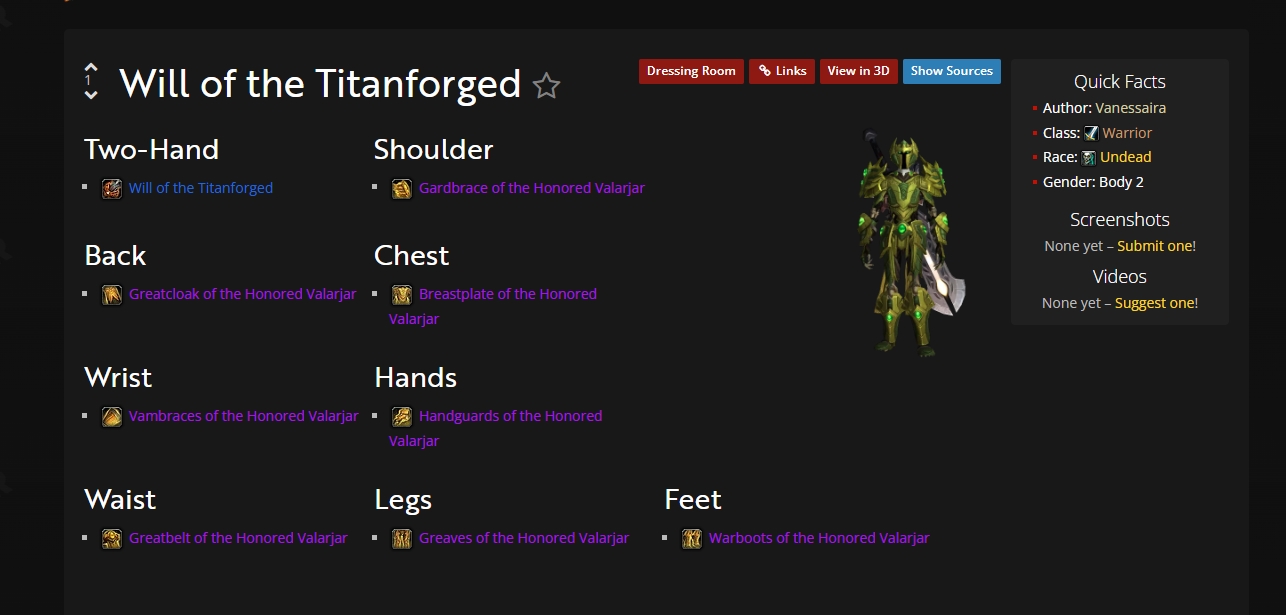 1
Will of the Titanforged
Dressing Room
Links
View in 3D
Show Sources
Quick Facts
Author: Vanessaira
Class: Warrior
Race: Undead
Gender: Body 2
Screenshots
None yet – Submit one!
Videos
None yet – Suggest one!
Two-Hand
Will of the Titanforged
Shoulder
Gardbrace of the Honored Valarjar
Back
Greatcloak of the Honored Valarjar
Chest
Breastplate of the Honored
Valarjar
Wrist
Vambraces of the Honored Valarjar
Hands
Handguards of the Honored
Valarjar
Waist
Greatbelt of the Honored Valarjar
Legs
Greaves of the Honored Valarjar
Feet
Warboots of the Honored Valarjar